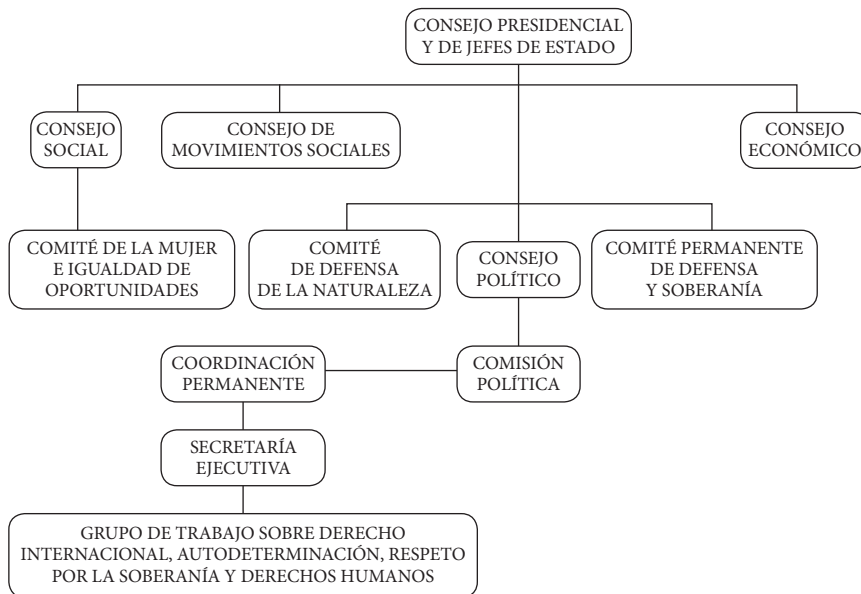 CONSEJO PRESIDENCIAL
Y DE JEFES DE ESTADO
CONSEJO
SOCIAL
CONSEJO DE
MOVIMIENTOS SOCIALES
CONSEJO
ECONÓMICO
COMITÉ DE LA MUJER
E IGUALDAD DE
OPORTUNIDADES
COMITÉ
DE DEFENSA
DE LA NATURALEZA
CONSEJO
POLÍTICO
COMITÉ PERMANENTE
DE DEFENSA
Y SOBERANÍA
COORDINACIÓN
PERMANENTE
COMISIÓN
POLÍTICA
SECRETARÍA
EJECUTIVA
GRUPO DE TRABAJO SOBRE DERECHO
INTERNACIONAL, AUTODETERMINACIÓN, RESPETO
POR LA SOBERANÍA Y DERECHOS HUMANOS